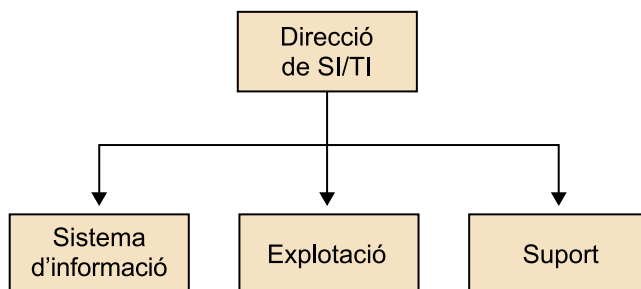 Direcció
de SI/TI
Sistema
d’informació
Explotació
Suport